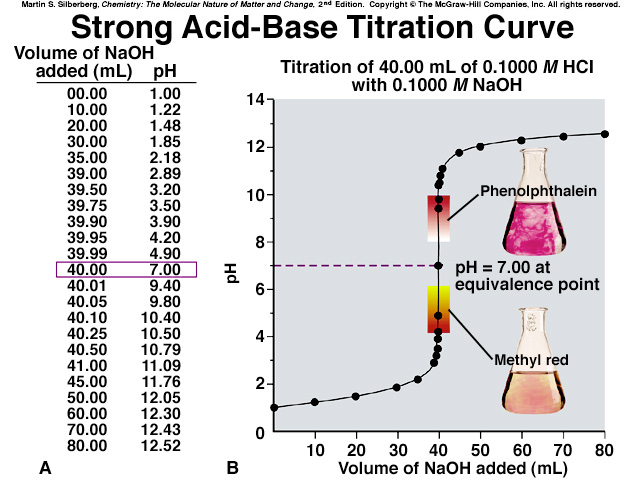 Martin S. Silberberg, Chemistry: The Molecular Nature of Matter and Change, 2nd Edition. Copyright © The McGraw-Hill Companies, Inc. All rights reserved.
Strong Acid-Base Titration Curve
Volume of NaOH
added (mL) pH
00.00 1.00
10.00 1.22
20.00 1.48
30.00 1.85
35.00 2.18
39.00 2.89
39.50 3.20
39.75 3.50
39.90 3.90
39.95 4.20
39.99 4.90
40.00 7.00
40.01 9.40
40.05 9.80
40.10 10.40
40.25 10.50
40.50 10.79
41.00 11.09
45.00 11.76
50.00 12.05
60.00 12.30
70.00 12.43
80.00 12.52
A
Titration of 40.00 mL of 0.1000 M HCl
with 0.1000 M NaOH
14
12
10
8
6
4
2
0
pH
Phenolphthalein
pH = 7.00 at
equivalence point
Methyl red
10 20 30 40 50 60 70 80
Volume of NaOH added (mL)
B